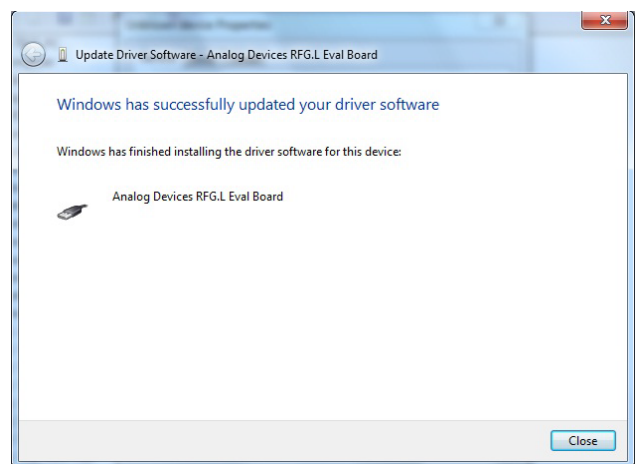 Update Driver Software - Analog Devices RFG.L Eval Board
Windows has successfully updated your driver software
Windows has finished installing the driver software for this device:
Analog Devices RFG.L Eval Board
Close